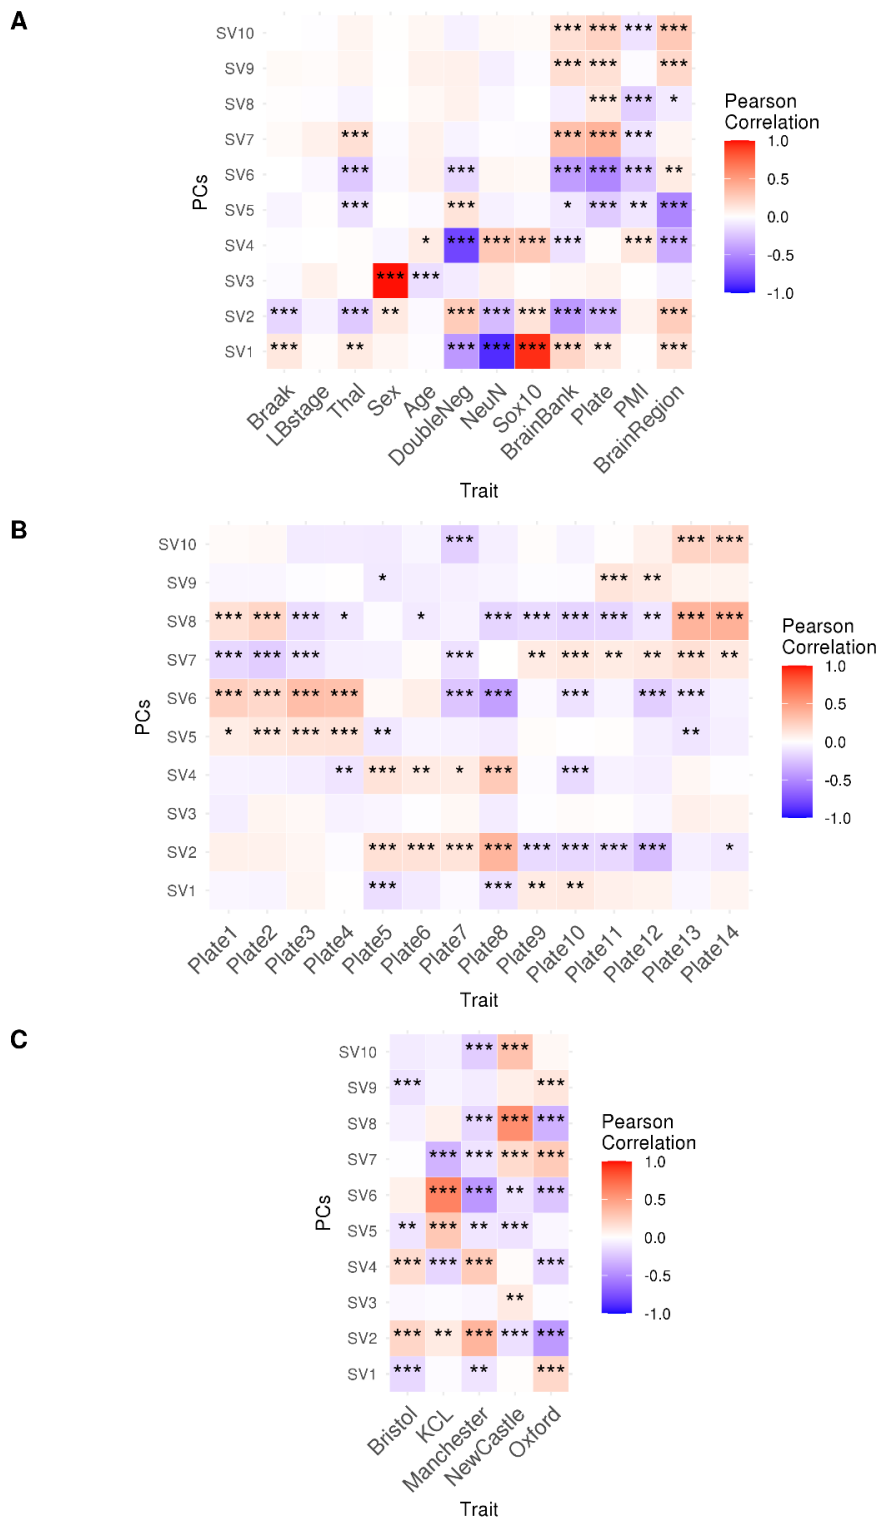 A
SV10 *** *** *** ***
SV9 *** *** ***
SV8 *** *** *
SV7 *** *** *** ***
SV6 *** *** *** *** *** **
SV5 *** *** * *** ** ***
SV4 * *** *** *** *** *** ***
SV3 *** ***
SV2 *** *** ** *** *** *** *** *** ***
SV1 *** ** *** *** *** *** ** ***
PCs
Braak
LBstage
Thal
Sex
Age
DoubleNeg
NeuN
Sox10
BrainBank
Plate
PMI
BrainRegion
Trait
Pearson
Correlation
1.0
0.5
0.0
-0.5
-1.0
B
SV10 *** *** ***
SV9 * *** **
SV8 *** *** *** * * *** *** *** *** ** *** ***
SV7 *** *** *** *** ** *** ** ** *** **
SV6 *** *** *** *** *** *** *** *** ***
SV5 * *** *** *** ** **
SV4 ** *** ** * *** ***
SV3
SV2 *** *** *** *** *** *** *** *** *
SV1 *** *** ** **
PCs
Plate1
Plate2
Plate3
Plate4
Plate5
Plate6
Plate7
Plate8
Plate9
Plate10
Plate11
Plate12
Plate13
Plate14
Trait
Pearson
Correlation
1.0
0.5
0.0
-0.5
-1.0
C
SV10 *** ***
SV9 *** ***
SV8 *** *** ***
SV7 *** *** *** ***
SV6 *** *** ** ***
SV5 ** *** ** ***
SV4 *** *** *** ***
SV3 **
SV2 *** ** *** *** ***
SV1 *** ** ***
PCs
Bristol
KCL
Manchester
NewCastle
Oxford
Trait
Pearson
Correlation
1.0
0.5
0.0
-0.5
-1.0